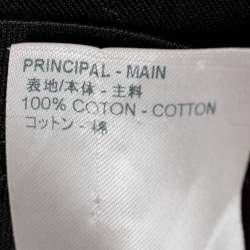 PRINCIPAL - MAIN
表地/本体 - 主料
100% COTON - COTTON
コットン - 棉